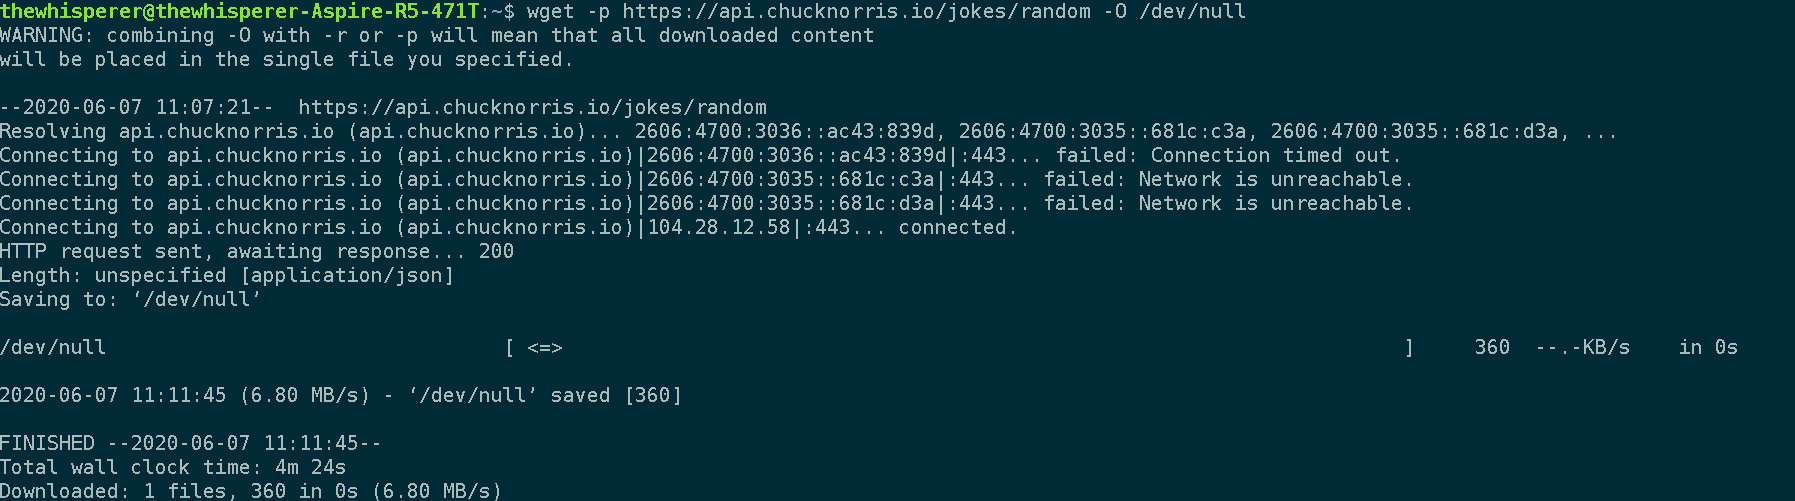 thewhisperer@thewhisperer-Aspire-R5-471T:~$ wget -p https://api.chucknorris.io/jokes/random -O /dev/null
WARNING: combining -O with -r or -p will mean that all downloaded content
will be placed in the single file you specified.
--2020-06-07 11:07:21--  https://api.chucknorris.io/jokes/random
Resolving api.chucknorris.io (api.chucknorris.io)... 2606:4700:3036::ac43:839d, 2606:4700:3035::681c:c3a, 2606:4700:3035::681c:d3a, ...
Connecting to api.chucknorris.io (api.chucknorris.io)|2606:4700:3036::ac43:839d|:443... failed: Connection timed out.
Connecting to api.chucknorris.io (api.chucknorris.io)|2606:4700:3035::681c:c3a|:443... failed: Network is unreachable.
Connecting to api.chucknorris.io (api.chucknorris.io)|2606:4700:3035::681c:d3a|:443... failed: Network is unreachable.
Connecting to api.chucknorris.io (api.chucknorris.io)|104.28.12.58|:443... connected.
HTTP request sent, awaiting response... 200
Length: unspecified [application/json]
Saving to: ‘/dev/null’
/dev/null [ <=> ] 360 --.-KB/s in 0s
2020-06-07 11:11:45 (6.80 MB/s) - ‘/dev/null’ saved [360]
FINISHED --2020-06-07 11:11:45--
Total wall clock time: 4m 24s
Downloaded: 1 files, 360 in 0s (6.80 MB/s)